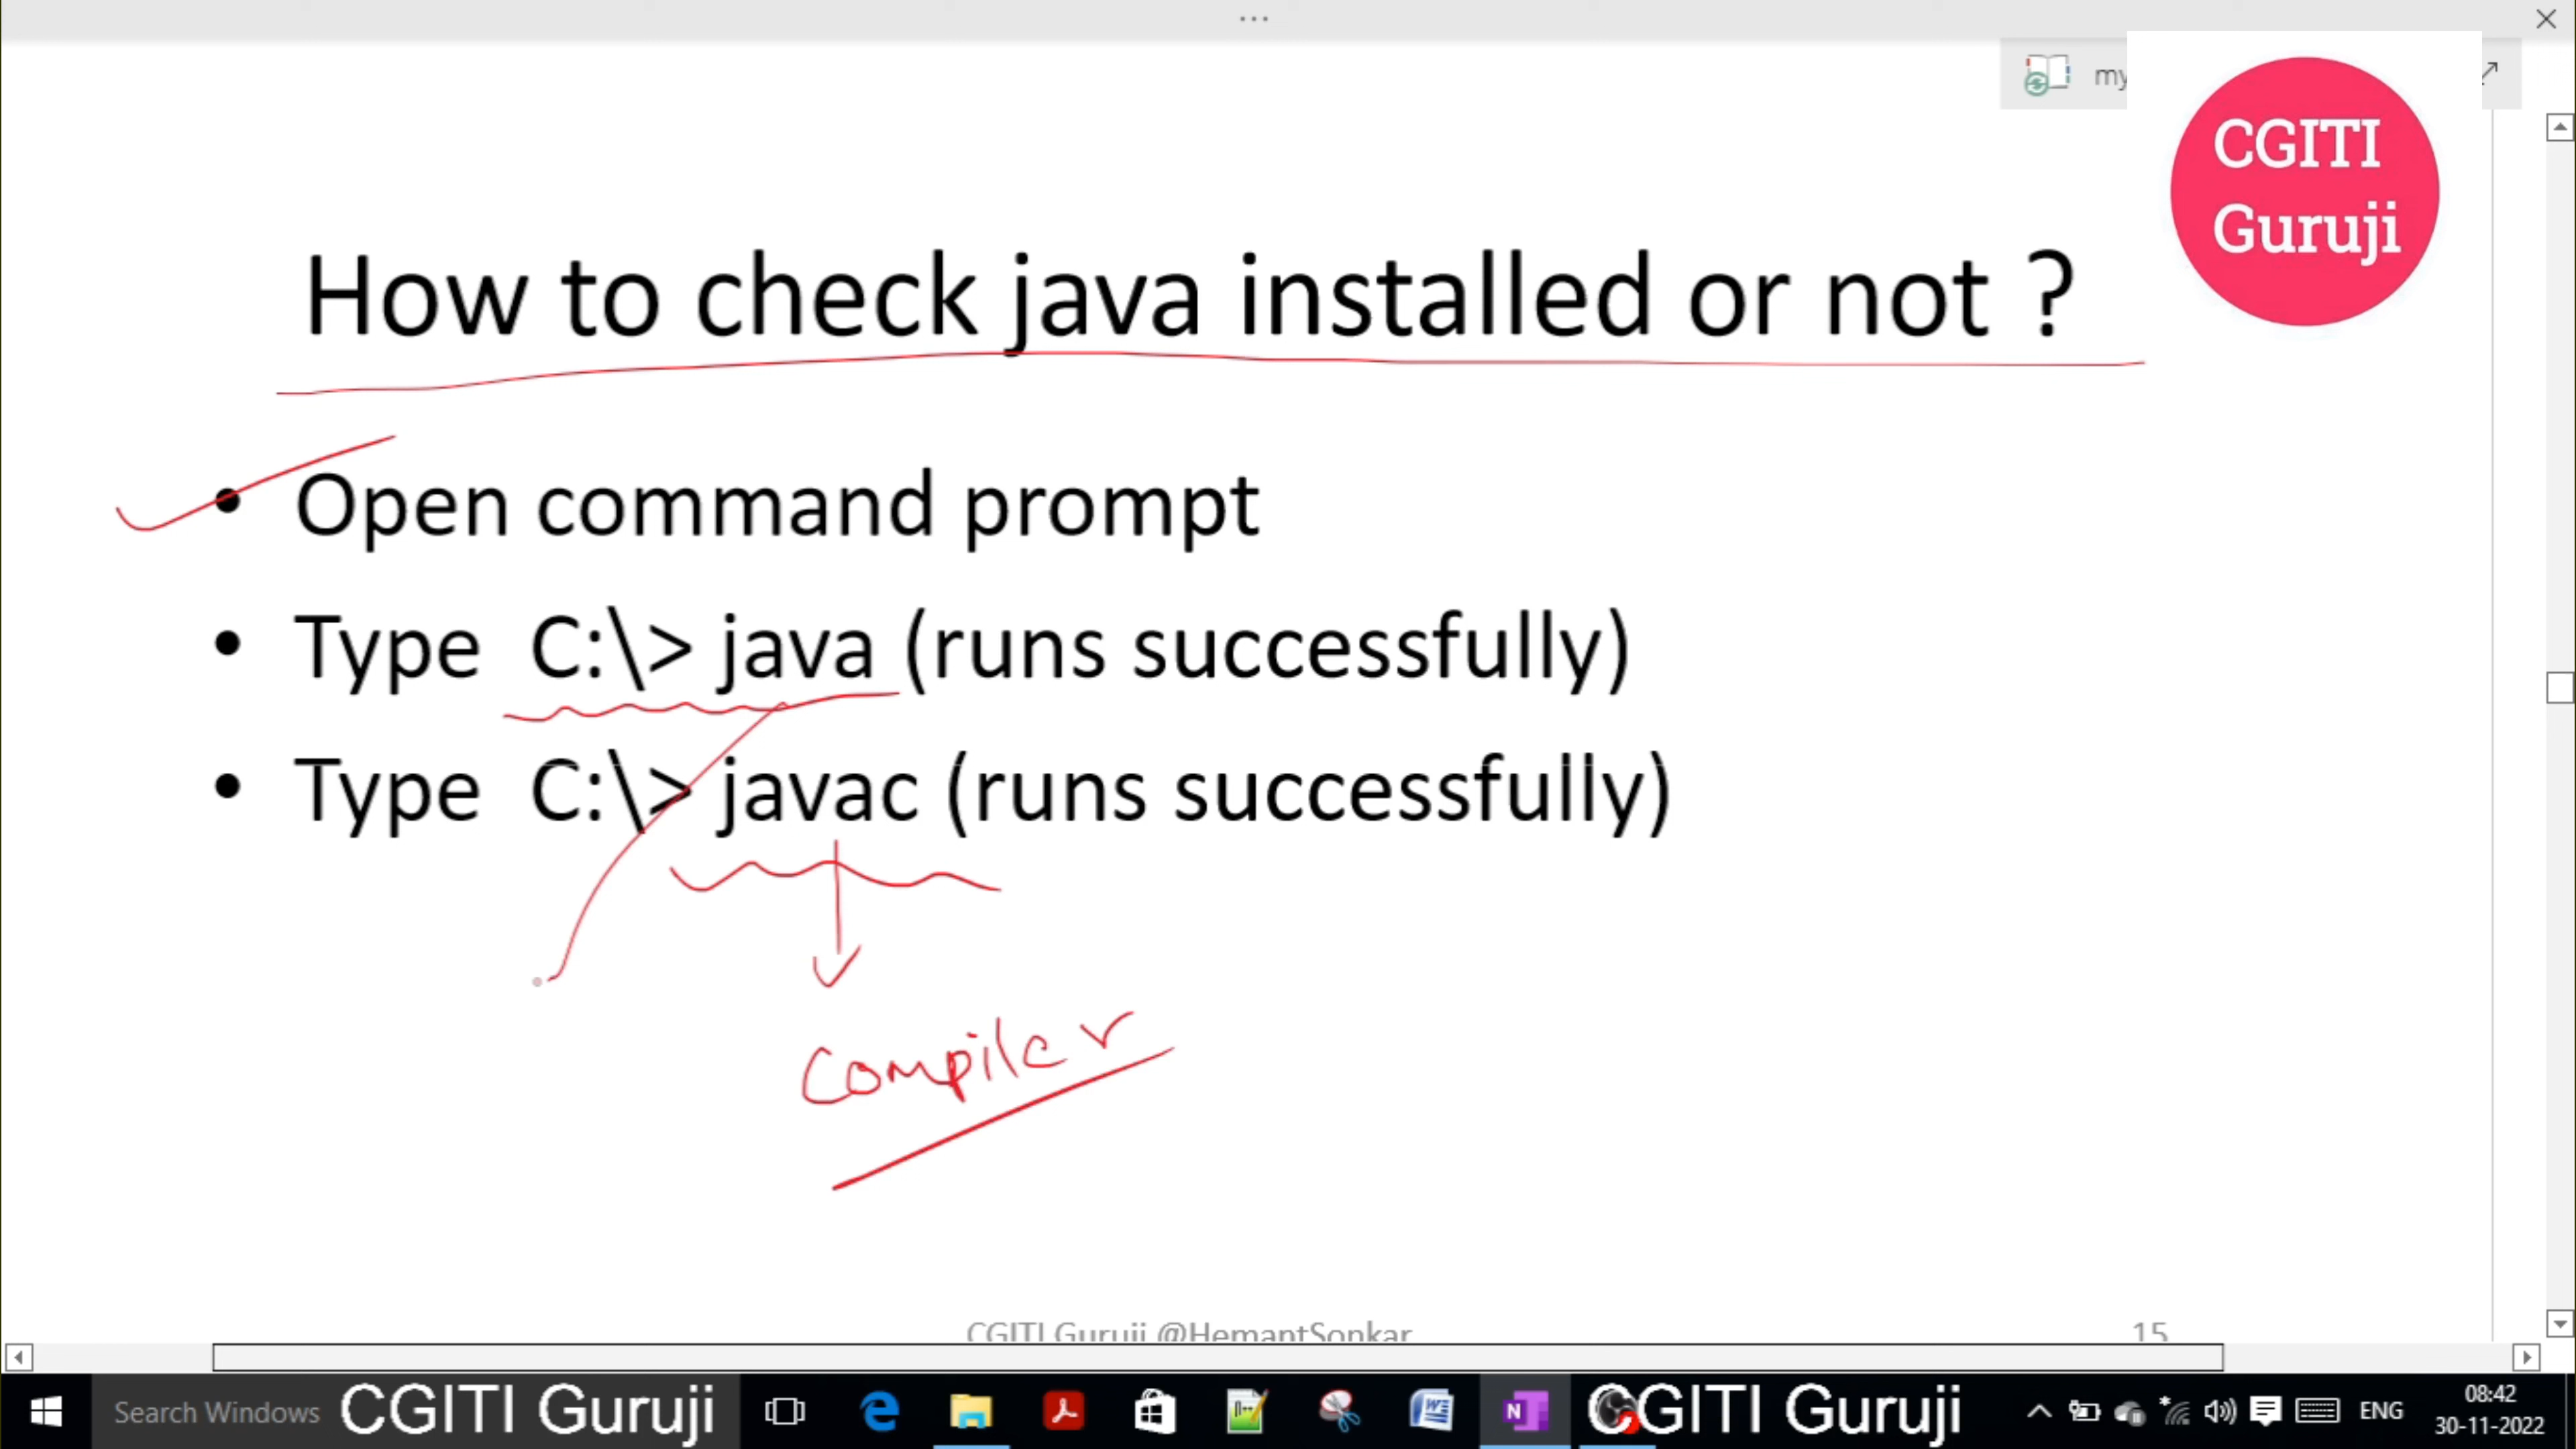 my
CGITI
Guruji
How to check java installed or not ?
• Open command prompt
• Type C:\> java (runs successfully)
• Type C:\> javac (runs successfully)
compiler
CGITI Guruji @HemantSonkar
15
Search Windows CGITI Guruji
CGITI Guruji
ENG
08:42
30-11-2022